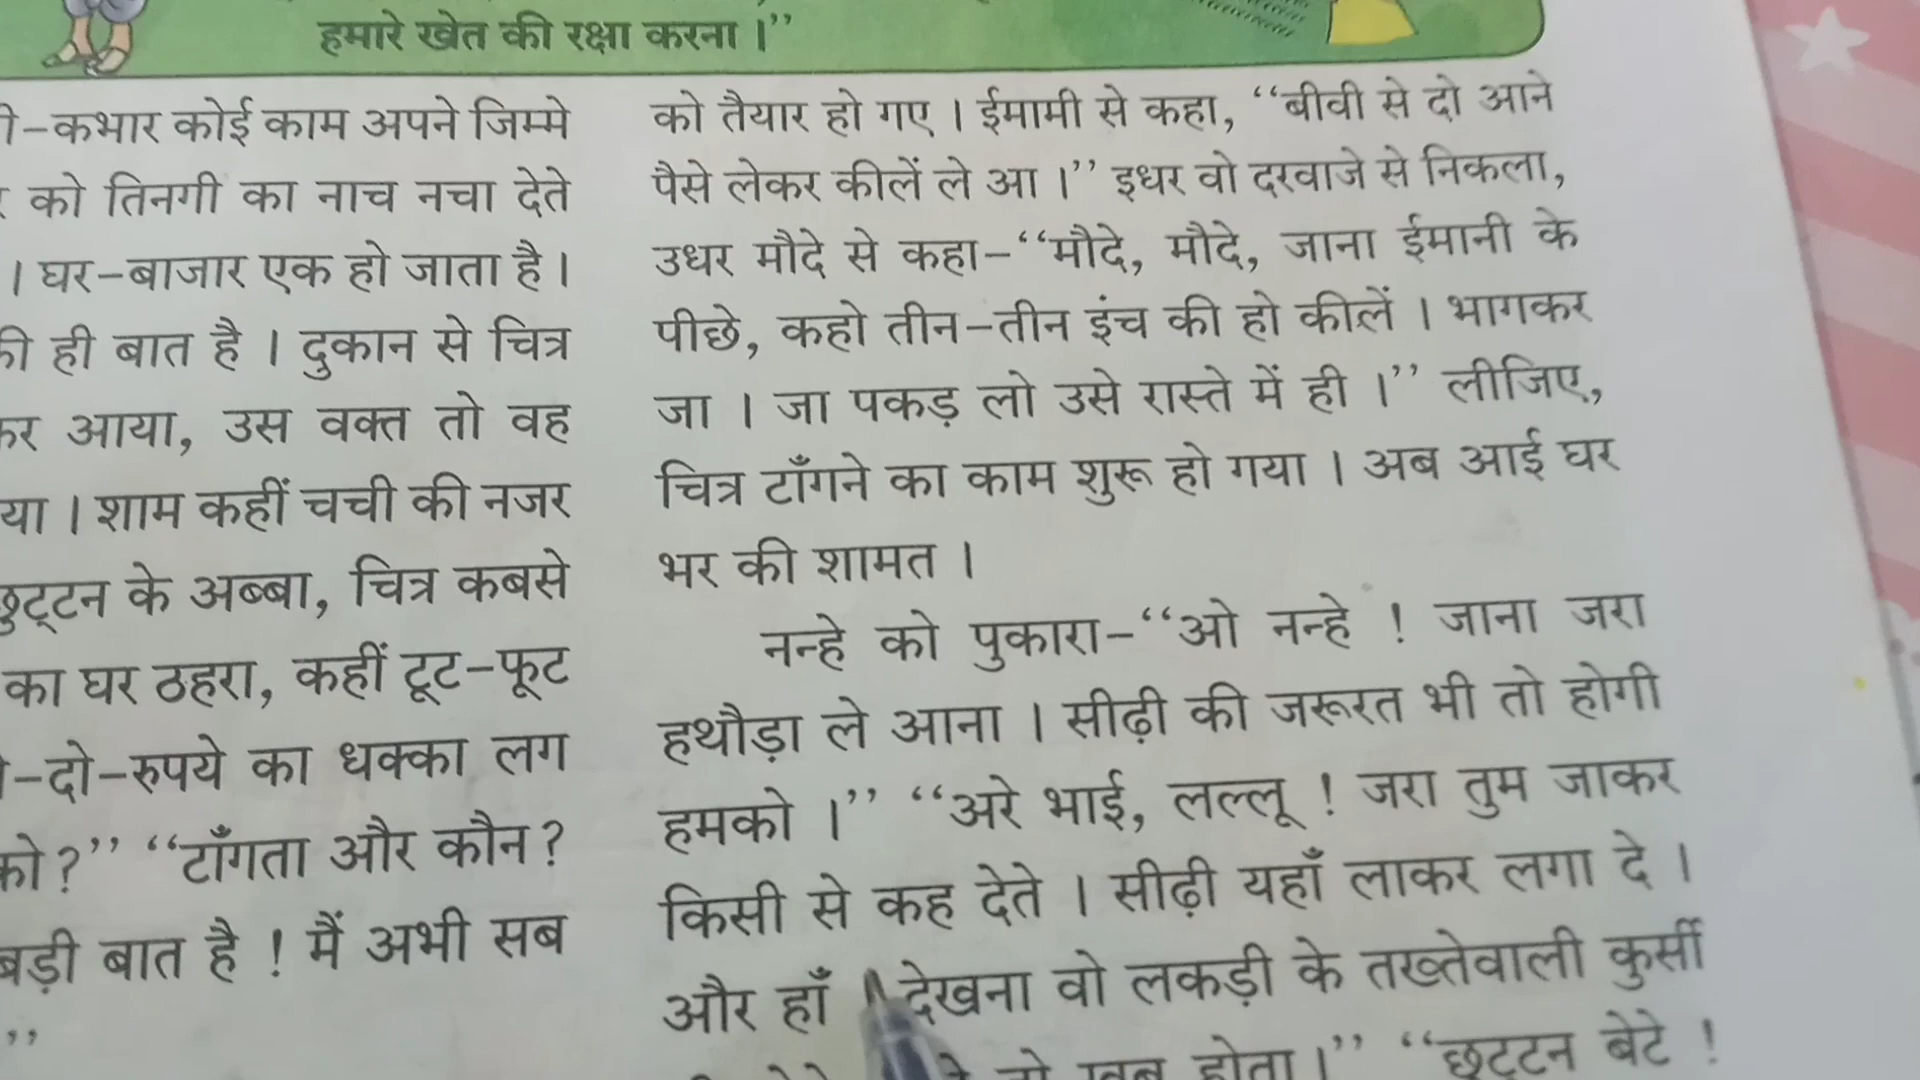 हमारे खेत की रक्षा करना ।”
–कभार कोई काम अपने जिम्मे
को तिनगी का नाच नचा देते
। घर–बाजार एक हो जाता है ।
ही बात है । दुकान से चित्र
आया, उस वक्त तो वह
। शाम कहीं चची की नजर
छुट्टन के अब्बा, चित्र कबसे
का घर ठहरा, कहीं टूट–फूट
–दो–रुपये का धक्का लग
“टाँगता और कौन?
बड़ी बात है ! मैं अभी सब
”
को तैयार हो गए । ईमामी से कहा, “बीवी से दो आने
पैसे लेकर कीलें ले आ ।” इधर वो दरवाजे से निकला,
उधर मौदे से कहा–“मौदे, मौदे, जाना ईमानी के
पीछे, कहो तीन–तीन इंच की हो कीलें । भागकर
जा । जा पकड़ लो उसे रास्ते में ही ।” लीजिए,
चित्र टाँगने का काम शुरू हो गया । अब आई घर
भर की शामत ।
नन्हे को पुकारा–“ओ नन्हे ! जाना जरा
हथौड़ा ले आना । सीढ़ी की जरूरत भी तो होगी
हमको ।” “अरे भाई, लल्लू ! जरा तुम जाकर
किसी से कह देते । सीढ़ी यहाँ लाकर लगा दे ।
और हाँ देखना वो लकड़ी के तख्तेवाली कुर्सी
होता ।” “छुट्टन बेटे !